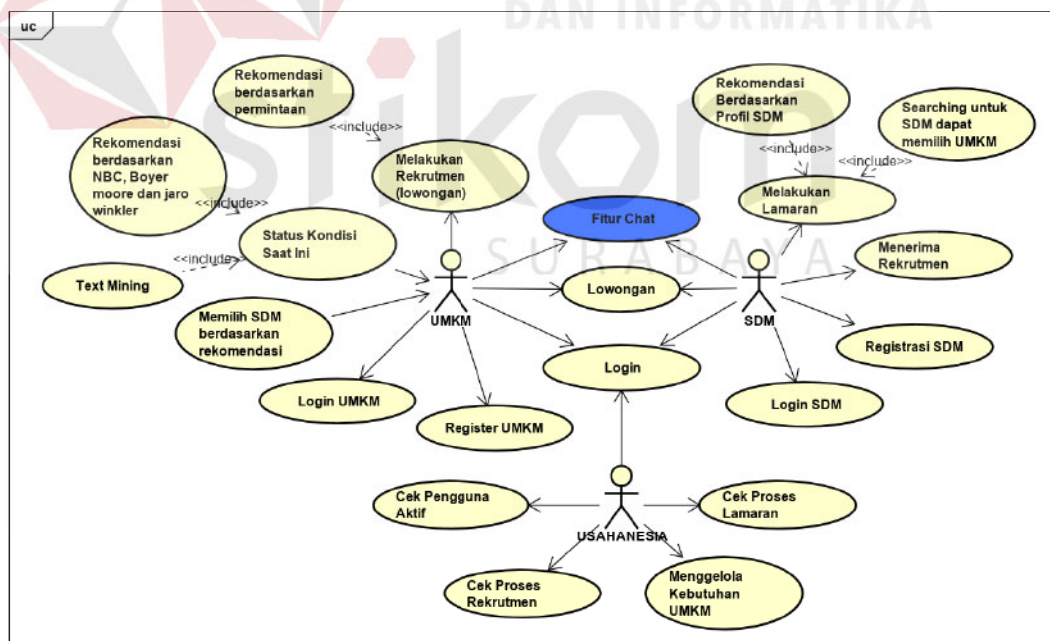 DAN INFORMATIKA
uc
stikom
SURABAYA
Rekomendasi
berdasarkan
permintaan
<<include>>
Rekomendasi
berdasarkan
NBC, Boyer
moore dan jaro
winkler
<<include>>
Melakukan
Rekrutmen
(lowongan)
Status Kondisi
Saat Ini
<<include>>
Text Mining
Memilih SDM
berdasarkan
rekomendasi
UMKM
Login UMKM
Register UMKM
Fitur Chat
Lowongan
Login
Rekomendasi
Berdasarkan
Profil SDM
Searching untuk
SDM dapat
memilih UMKM
<<include>>
<<include>>
Melakukan
Lamaran
Menerima
Rekrutmen
SDM
Registrasi SDM
Login SDM
Cek Pengguna
Aktif
Cek Proses
Lamaran
USAHANESIA
Cek Proses
Rekrutmen
Menggelola
Kebutuhan
UMKM